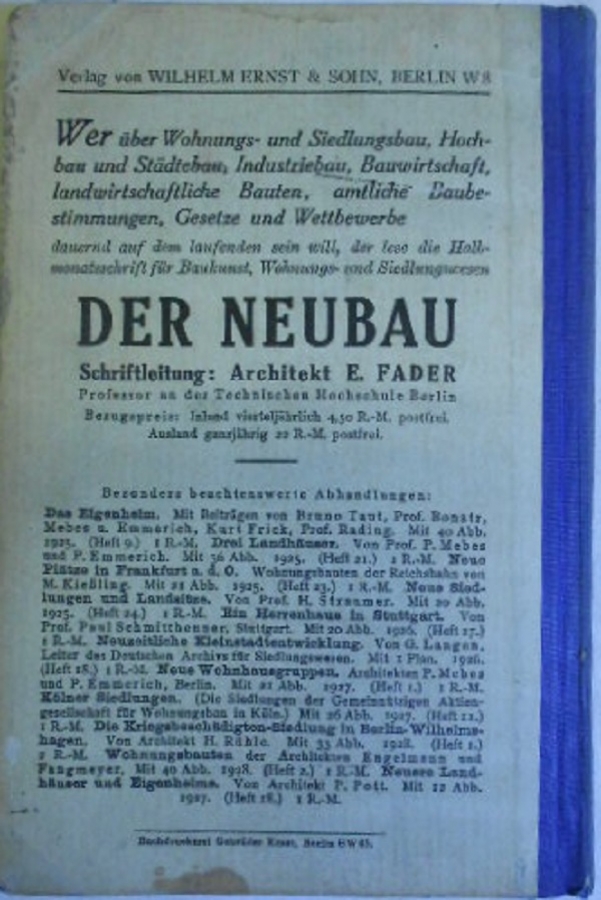 Verlag von WILHELM ERNST & SOHN, BERLIN W 8
Wer über Wohnungs- und Siedlungsbau, Hoch-
bau und Städtebau, Industriebau, Bauwirtschaft,
landwirtschaftliche Bauten, amtliche Baube-
stimmungen, Gesetze und Wettbewerbe
dauernd auf dem laufenden sein will, der lese die Halb-
monatsschrift für Baukunst, Wohnungs- und Siedlungswesen
DER NEUBAU
Schriftleitung: Architekt E. FADER
Professor an der Technischen Hochschule Berlin
Bezugspreis: Inland vierteljährlich 4,50 R.-M. postfrei.
Ausland ganzjährig 22 R.-M. postfrei.
Besonders beachtenswerte Abhandlungen:
Das Eigenheim. Mit Beiträgen von Bruno Taut, Prof. Bonatz,
Mebes u. Emmerich, Kurt Frick, Prof. Rading. Mit 40 Abb.
1925. (Heft 9.) 1 R.-M. Drei Landhäuser. Von Prof. P. Mebes
und P. Emmerich. Mit 36 Abb. 1925. (Heft 21.) 1 R.-M. Neue
Plätze in Frankfurt a. d. O. Wohnungsbauten der Reichsbahn von
M. Kießling. Mit 21 Abb. 1925. (Heft 23.) 1 R.-M. Neue Sied-
lungen und Landsitze. Von Prof. H. Straumer. Mit 20 Abb.
1925. (Heft 24.) 1 R.-M. Ein Herrenhaus in Stuttgart. Von
Prof. Paul Schmitthenner, Stuttgart. Mit 20 Abb. 1926. (Heft 17.)
1 R.-M. Neuzeitliche Kleinstadtentwicklung. Von G. Langen,
Leiter des Deutschen Archivs für Siedlungswesen. Mit 1 Plan. 1926.
(Heft 18.) 1 R.-M. Neue Wohnhausgruppen. Architekten P. Mebes
und P. Emmerich, Berlin. Mit 21 Abb. 1927. (Heft 1.) 1 R.-M.
Kölner Siedlungen. (Die Siedlungen der Gemeinnützigen Aktien-
gesellschaft für Wohnungsbau in Köln.) Mit 26 Abb. 1927. (Heft 12.)
1 R.-M. Die Kriegsbeschädigten-Siedlung in Berlin-Wilhelms-
hagen. Von Architekt H. Rühle. Mit 33 Abb. 1928. (Heft 1.)
1 R.-M. Wohnungsbauten der Architekten Engelmann und
Fangmeyer, Mit 40 Abb. 1928. (Heft 2.) 1 R.-M. Neuere Land-
häuser und Eigenheime. Von Architekt P. Pott. Mit 22 Abb.
1927. (Heft 18.) 1 R.-M.
Buchdruckerei Gebrüder Ernst, Berlin SW 68.